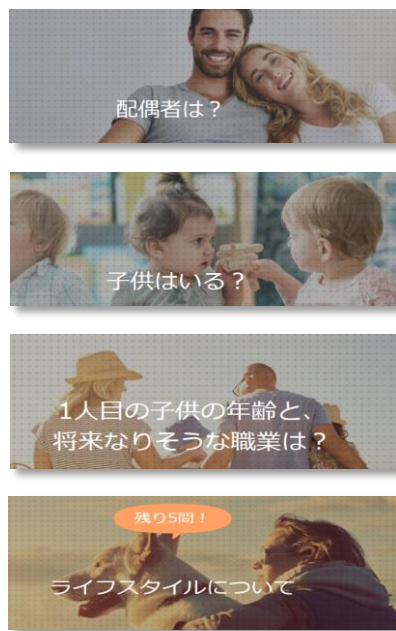 配偶者は？
子供はいる？
1人目の子供の年齢と、
将来なりそうな職業は？
残り5問！
ライフスタイルについて